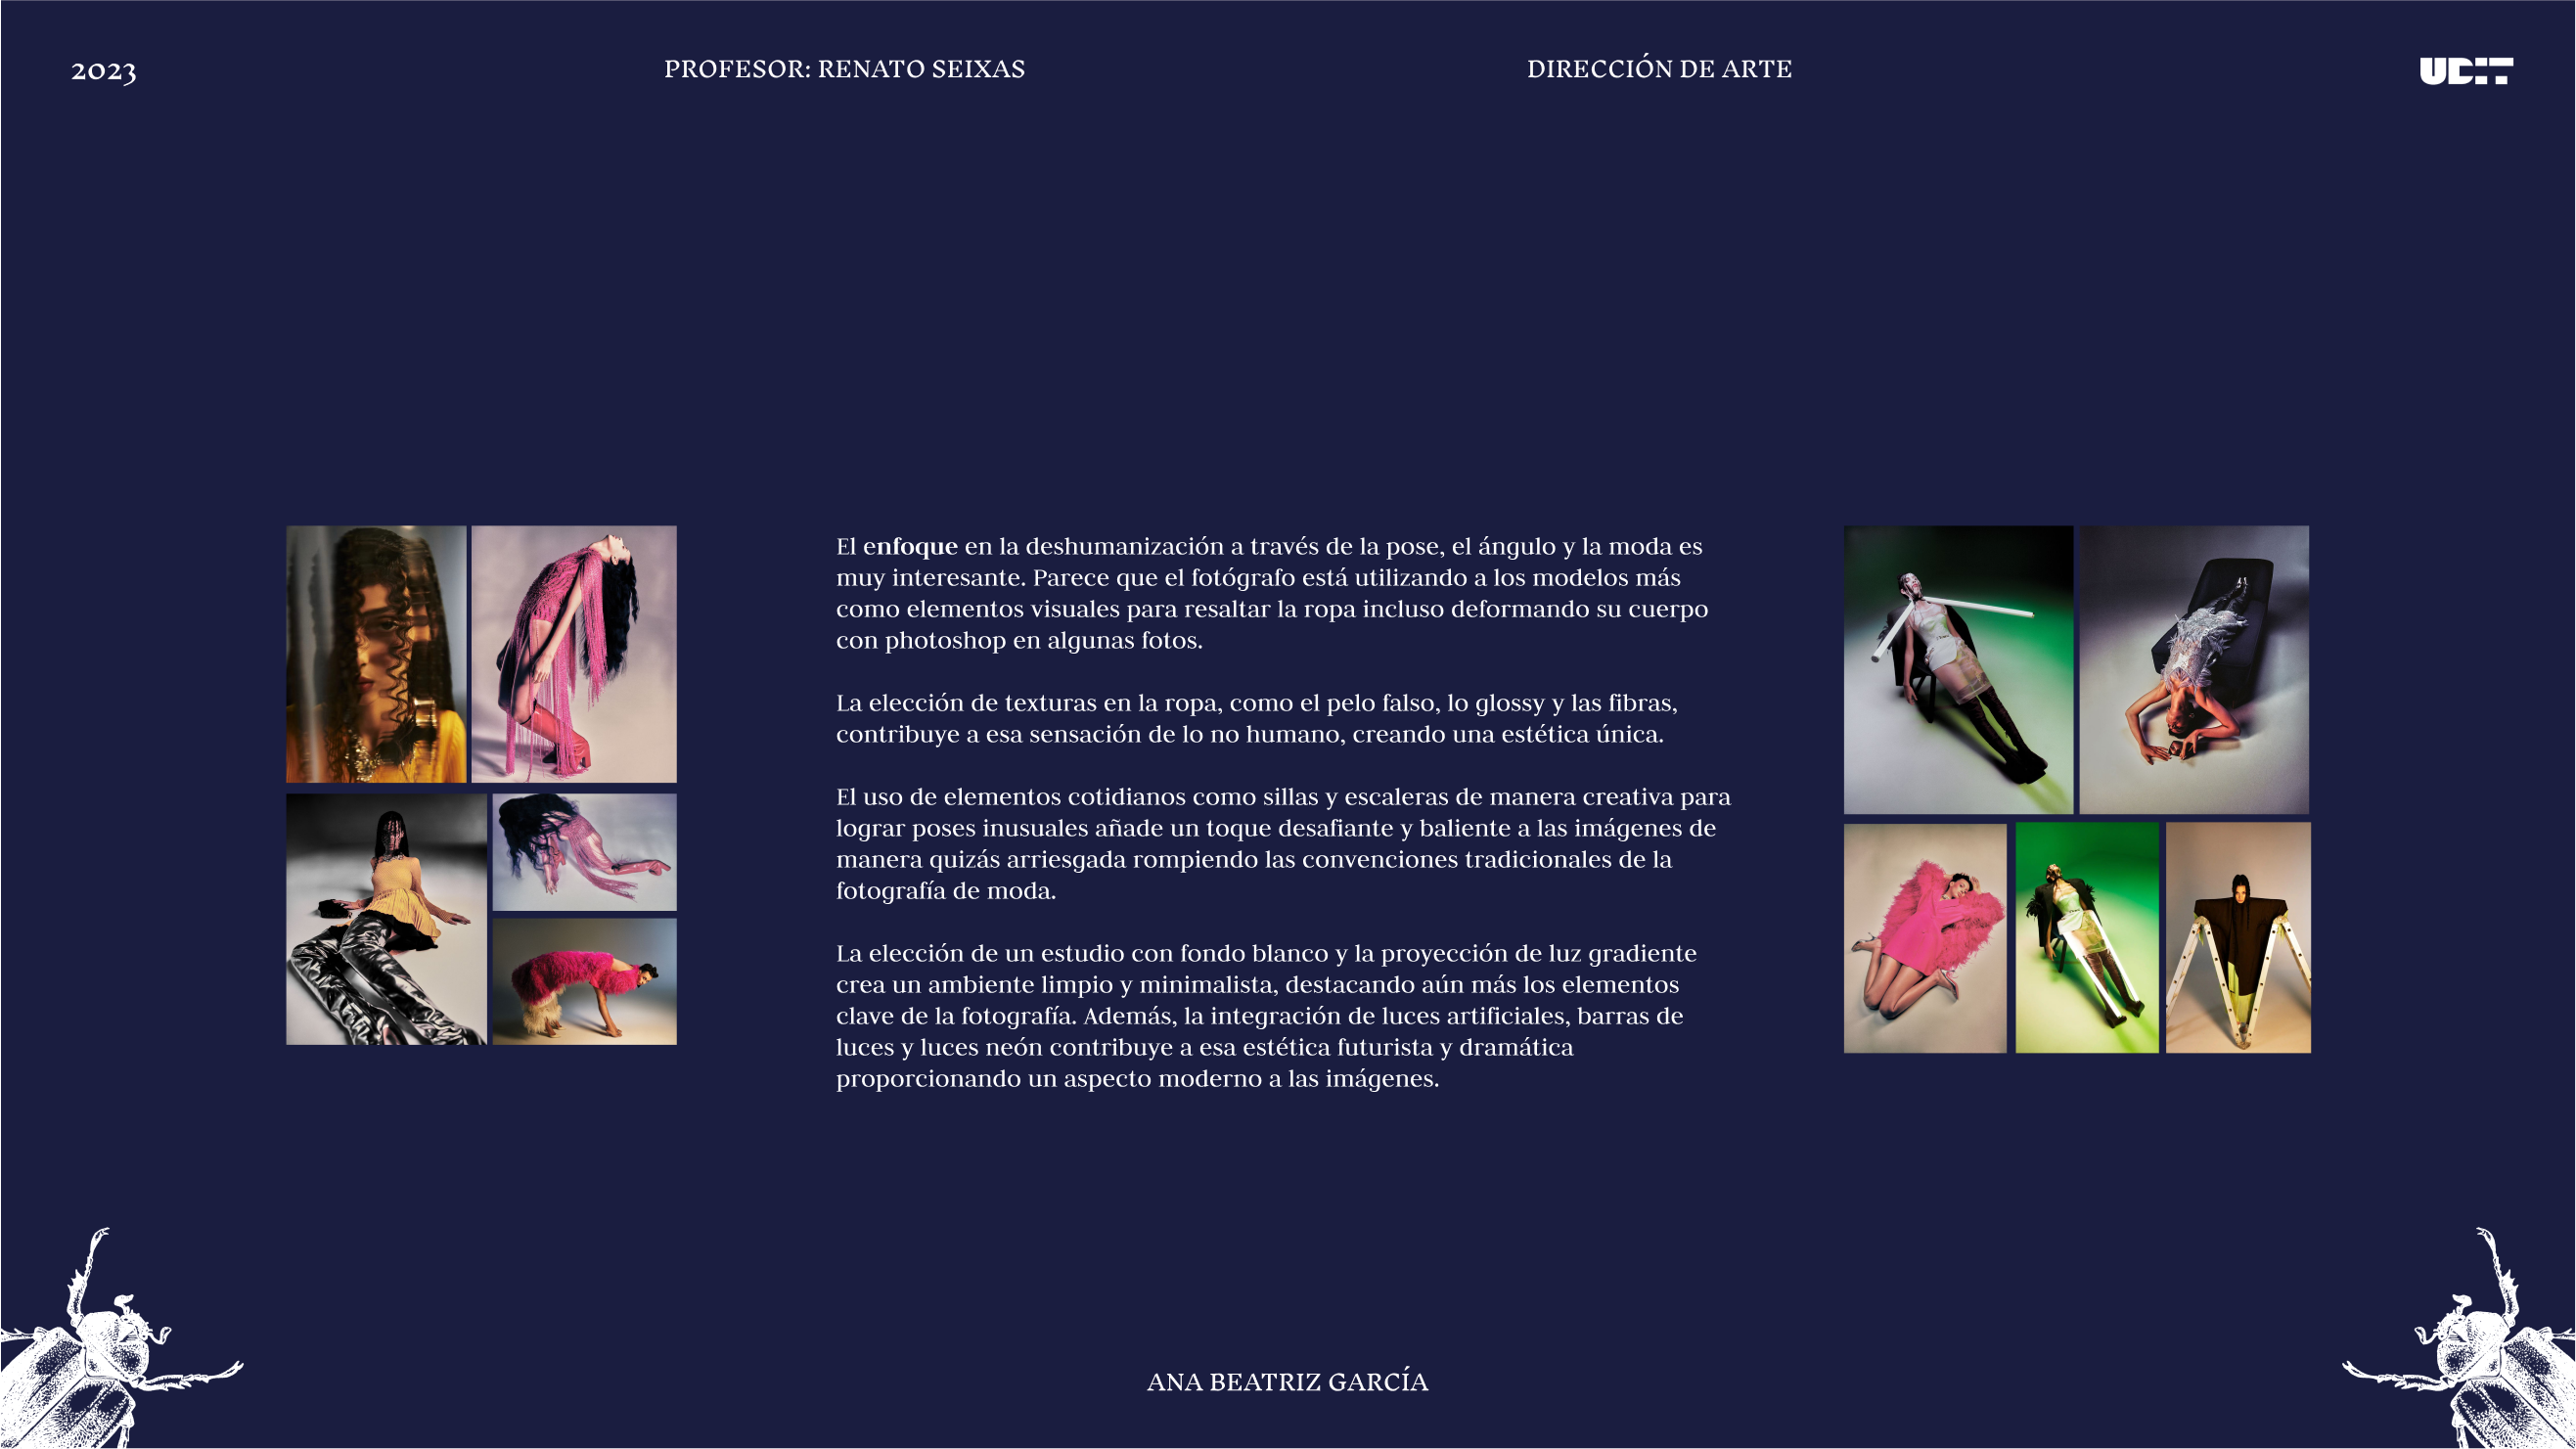 2023
PROFESOR: RENATO SEIXAS
DIRECCIÓN DE ARTE
UDIT
El enfoque en la deshumanización a través de la pose, el ángulo y la moda es
muy interesante. Parece que el fotógrafo está utilizando a los modelos más
como elementos visuales para resaltar la ropa incluso deformando su cuerpo
con photoshop en algunas fotos.
La elección de texturas en la ropa, como el pelo falso, lo glossy y las fibras,
contribuye a esa sensación de lo no humano, creando una estética única.
El uso de elementos cotidianos como sillas y escaleras de manera creativa para
lograr poses inusuales añade un toque desafiante y baliente a las imágenes de
manera quizás arriesgada rompiendo las convenciones tradicionales de la
fotografía de moda.
La elección de un estudio con fondo blanco y la proyección de luz gradiente
crea un ambiente limpio y minimalista, destacando aún más los elementos
clave de la fotografía. Además, la integración de luces artificiales, barras de
luces y luces neón contribuye a esa estética futurista y dramática
proporcionando un aspecto moderno a las imágenes.
ANA BEATRIZ GARCÍA